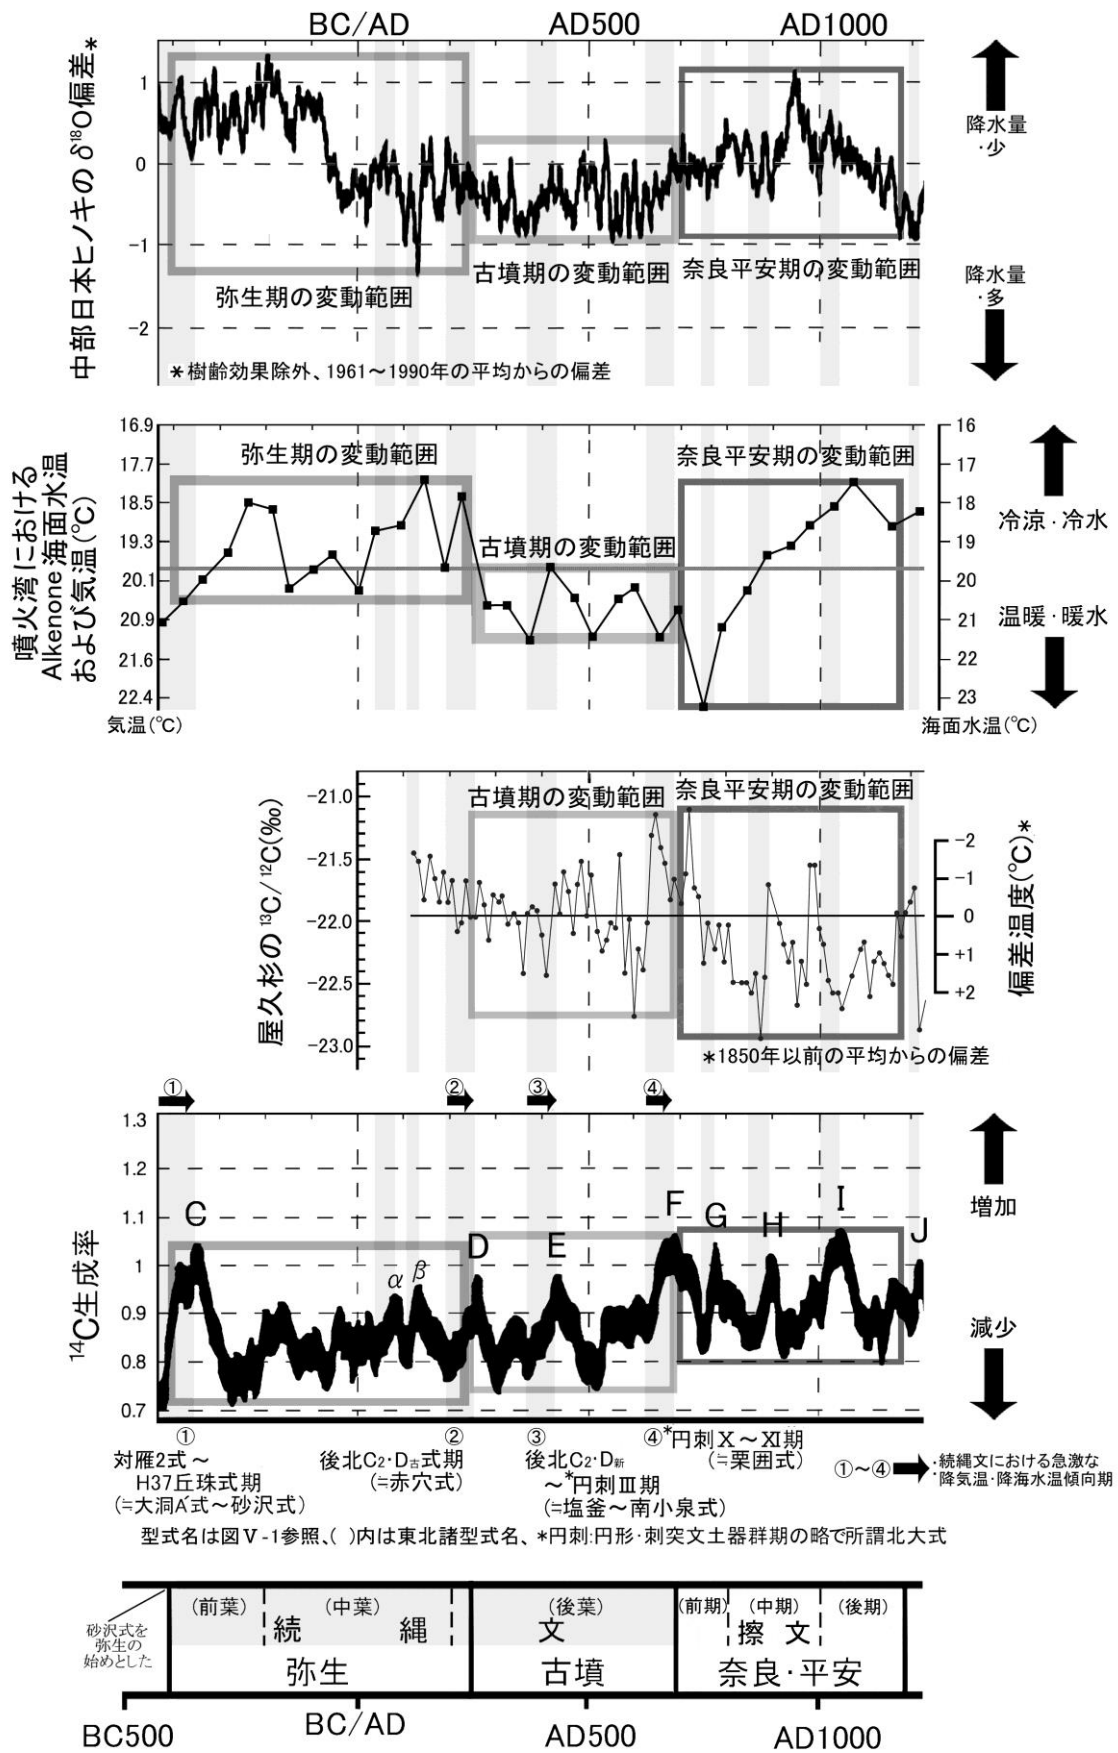 BC/AD AD500 AD1000
中部日本ヒノキのδ¹⁸O偏差*
1
0
-1
-2
降水量・少
降水量・多
弥生期の変動範囲
古墳期の変動範囲
奈良平安期の変動範囲
*樹齢効果除外、1961～1990年の平均からの偏差
噴火湾における
Alkenone海面水温
および気温(℃)
16.9
17.7
18.5
19.3
20.1
20.9
21.6
22.4
気温(℃)
弥生期の変動範囲
古墳期の変動範囲
奈良平安期の変動範囲
16
17
18
19
20
21
22
23
海面水温(℃)
冷涼・冷水
温暖・暖水
屋久杉の¹³C/¹²C(‰)
-21.0
-21.5
-22.0
-22.5
-23.0
古墳期の変動範囲
奈良平安期の変動範囲
-2
-1
0
+1
+2
偏差温度(℃)*
*1850年以前の平均からの偏差
① ② ③ ④
¹⁴C生成率
1.3
1.2
1.1
1
0.9
0.8
0.7
C α β D E F G H I J
増加
減少
①
対雁2式～
H37丘珠式期
(≒大洞A´式～砂沢式)
②
後北C₂・D古式期
(≒赤穴式)
③
後北C₂・D新
～*円刺Ⅲ期
(≒塩釜～南小泉式)
④*円刺Ⅹ～Ⅺ期
(≒栗囲式)
①～④
・続縄文における急激な
・降気温・降海水温傾向期
型式名は図Ⅴ-1参照、( )内は東北諸型式名、*円刺:円形・刺突文土器群期の略で所謂北大式
砂沢式を
弥生の
始めとした
(前葉) (中葉) (後葉) (前期) (中期) (後期)
続 縄 文 擦 文
弥生 古墳 奈良・平安
BC500 BC/AD AD500 AD1000